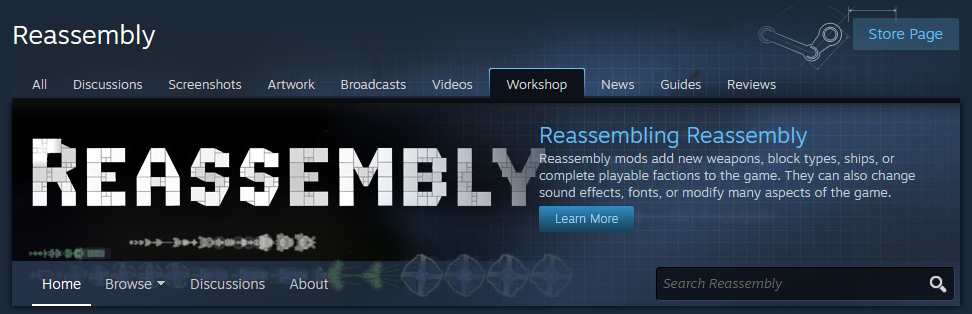 Reassembly
Store Page
All Discussions Screenshots Artwork Broadcasts Videos Workshop News Guides Reviews
REASSEMBLY
Reassembling Reassembly
Reassembly mods add new weapons, block types, ships, or
complete playable factions to the game. They can also change
sound effects, fonts, or modify many aspects of the game.
Learn More
Home Browse Discussions About
Search Reassembly